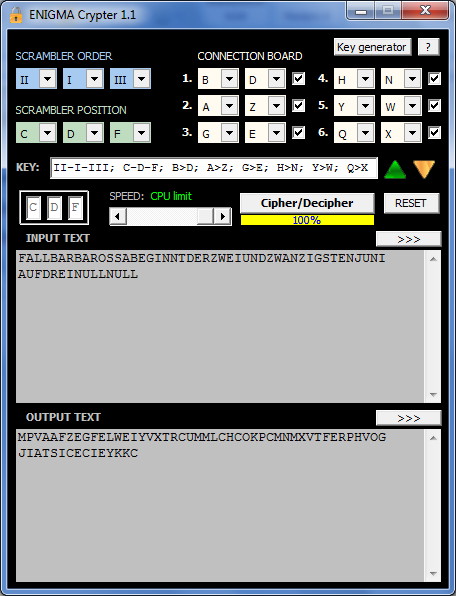 ENIGMA Crypter 1.1
Key generator ?
SCRAMBLER ORDER CONNECTION BOARD
II I III 1. B D 4. H N
SCRAMBLER POSITION 2. A Z 5. Y W
C D F 3. G E 6. Q X
KEY: II-I-III; C-D-F; B>D; A>Z; G>E; H>N; Y>W; Q>X
C D F SPEED: CPU limit Cipher/Decipher RESET
100%
INPUT TEXT >>>
FALLBARBAROSSABEGINNTDERZWEIUNDZWANZIGSTENJUNI
AUFDREINULLNULL
OUTPUT TEXT >>>
MPVAAFZEGFELWEIYVXTRCUMMLCHCOKPCMNMXVTFERPHVOG
JIATSICECIEYKKC